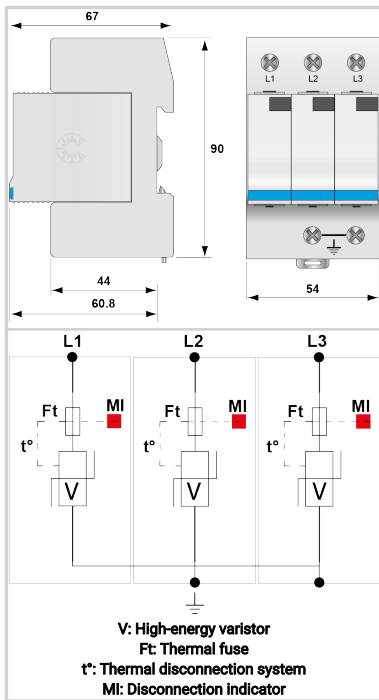 67
L1 L2 L3
90
44
60.8
54
L1 L2 L3
Ft MI Ft MI Ft MI
t° t° t°
V V V
V: High-energy varistor
Ft: Thermal fuse
t°: Thermal disconnection system
MI: Disconnection indicator